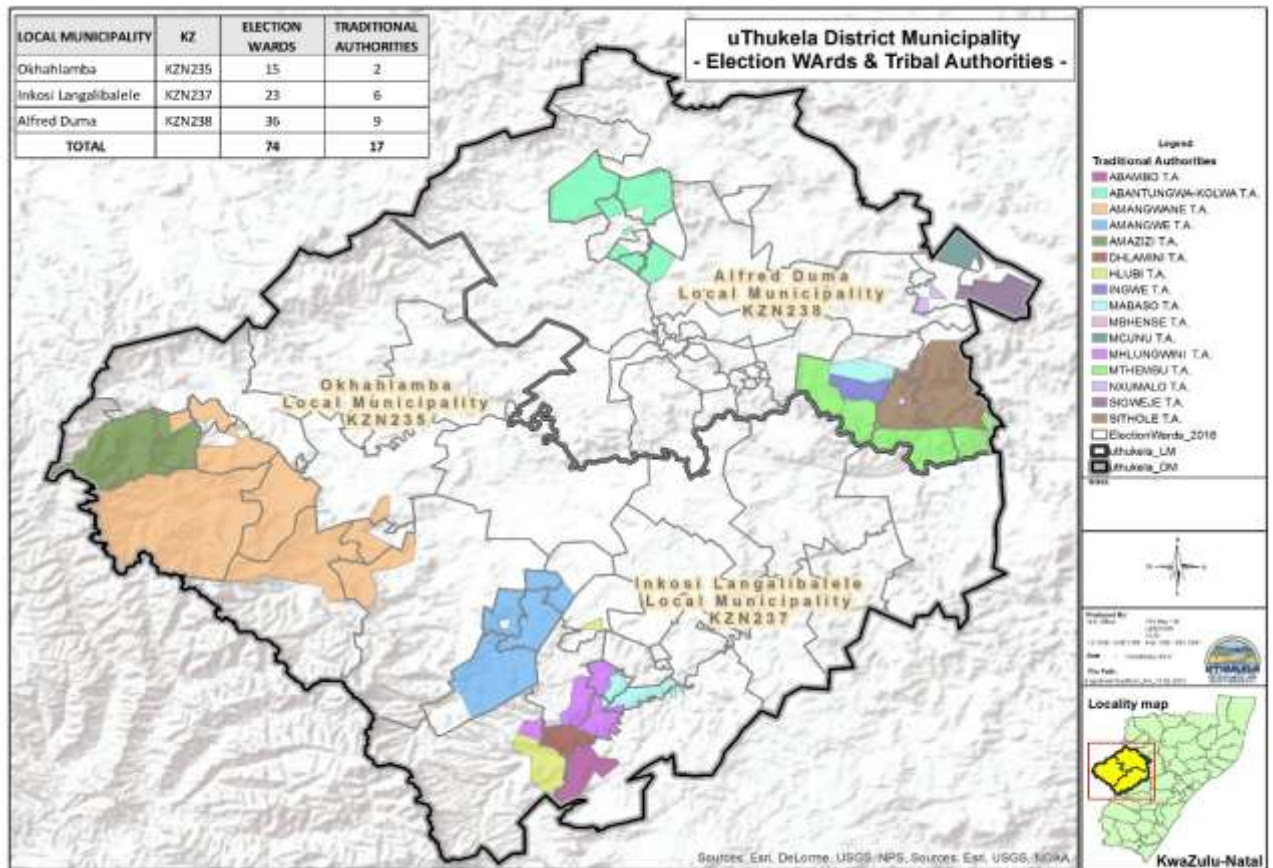 LOCAL MUNICIPALITY KZ ELECTION WARDS TRADITIONAL AUTHORITIES
Okhahlamba KZN235 15 2
Inkosi Langalibalele KZN237 23 6
Alfred Duma KZN238 36 9
TOTAL 74 17
uThukela District Municipality
- Election WArds & Tribal Authorities -
Alfred Duma
Local Municipality
KZN238
Okhahlamba
Local Municipality
KZN235
Inkosi Langalibalele
Local Municipality
KZN237
Sources: Esri, DeLorme, USGS, NPS, Sources: Esri, USGS, NOAA
Legend
Traditional Authorities
ABAMBO T.A.
ABANTUNGWA-KOLWA T.A.
AMANGWANE T.A.
AMANGWE T.A.
AMAZIZI T.A.
DHLAMINI T.A.
HLUBI T.A.
INGWE T.A.
MABASO T.A.
MBHENSE T.A.
MCUNU T.A.
MHLUNGWINI T.A.
MTHEMBU T.A.
NXUMALO T.A.
SIGWEJE T.A.
SITHOLE T.A.
ElectionWards_2016
uthukela_LM
uthukela_DM
Produced By:
UTHUKELA
Locality map
KwaZulu-Natal